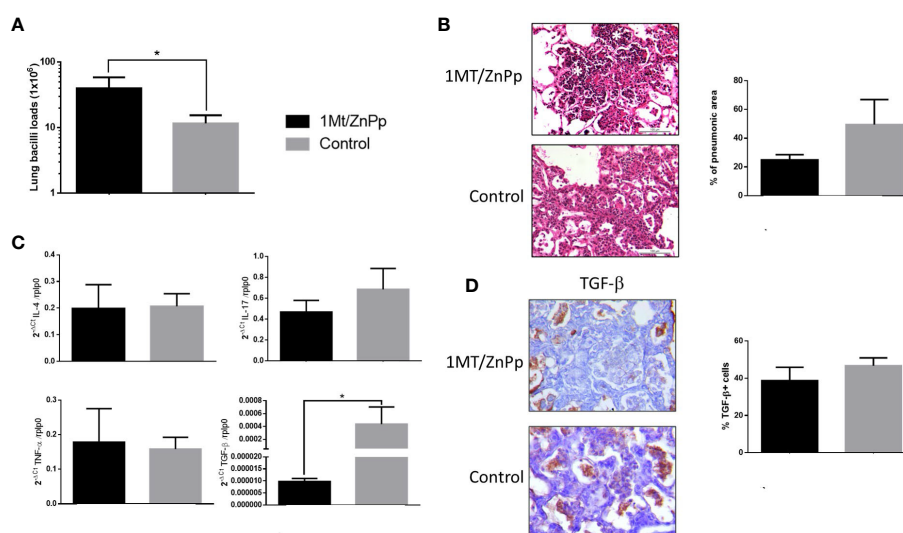 A
*
Lung bacilli loads (1x10⁶)
100
10
1
1Mt/ZnPp
Control
B
1MT/ZnPp
Control
% of pneumonic area
80
60
40
20
0
C
2^-ΔCt IL-4 /rplp0
0.4
0.3
0.2
0.1
0.0
2^-ΔCt IL-17 /rplp0
1.0
0.8
0.6
0.4
0.2
0.0
2^-ΔCt TNF-α /rplp0
0.3
0.2
0.1
0.0
*
2^-ΔCt TGF-β /rplp0
0.0008
0.0006
0.0004
0.0002
0.000020
0.000015
0.000010
0.000005
0.000000
D
TGF-β
1MT/ZnPp
Control
% TGF-β+ cells
60
40
20
0